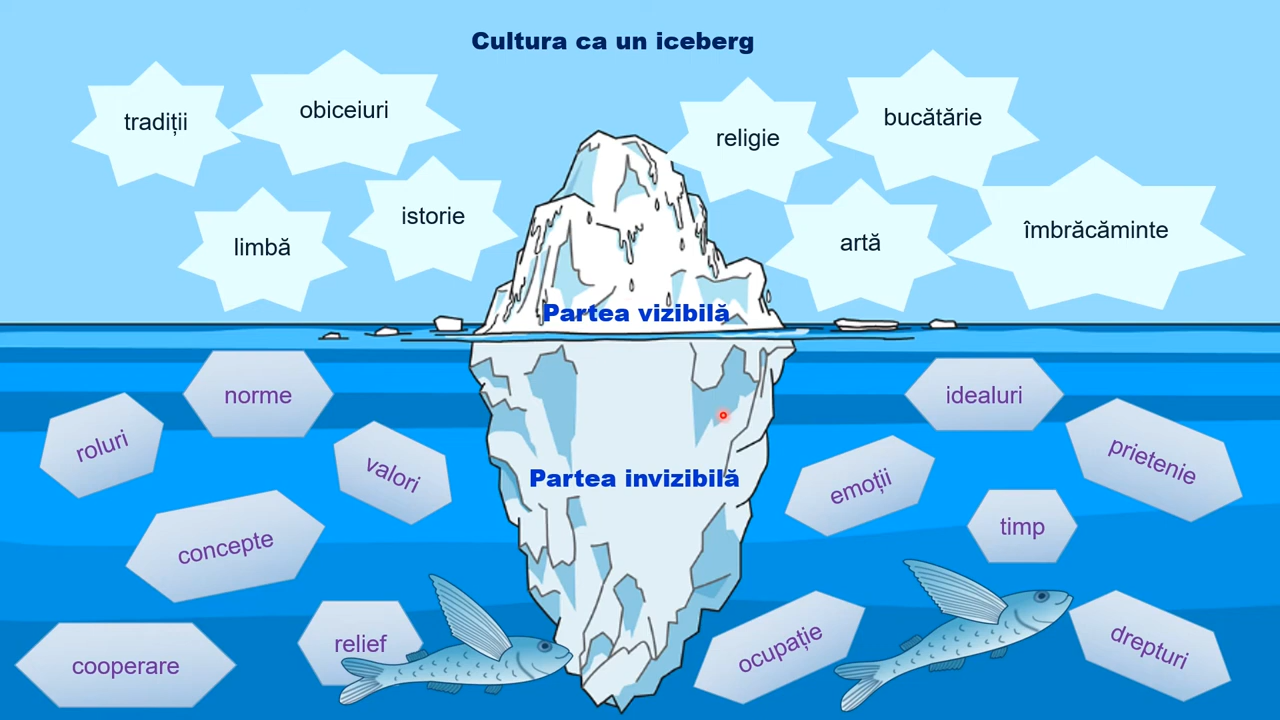 Cultura ca un iceberg
tradiții
obiceiuri
religie
bucătărie
limbă
istorie
artă
îmbrăcăminte
Partea vizibilă
norme
idealuri
roluri
valori
emoții
prietenie
Partea invizibilă
concepte
timp
cooperare
relief
ocupație
drepturi